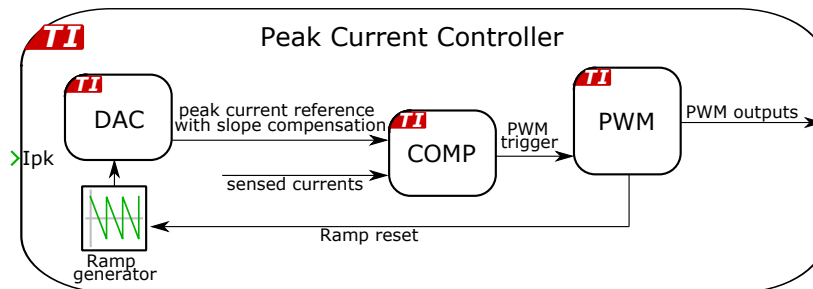 TI
Peak Current Controller
TI
DAC
peak current reference
with slope compensation
TI
COMP
PWM
trigger
TI
PWM
PWM outputs
Ipk
sensed currents
Ramp reset
Ramp
generator